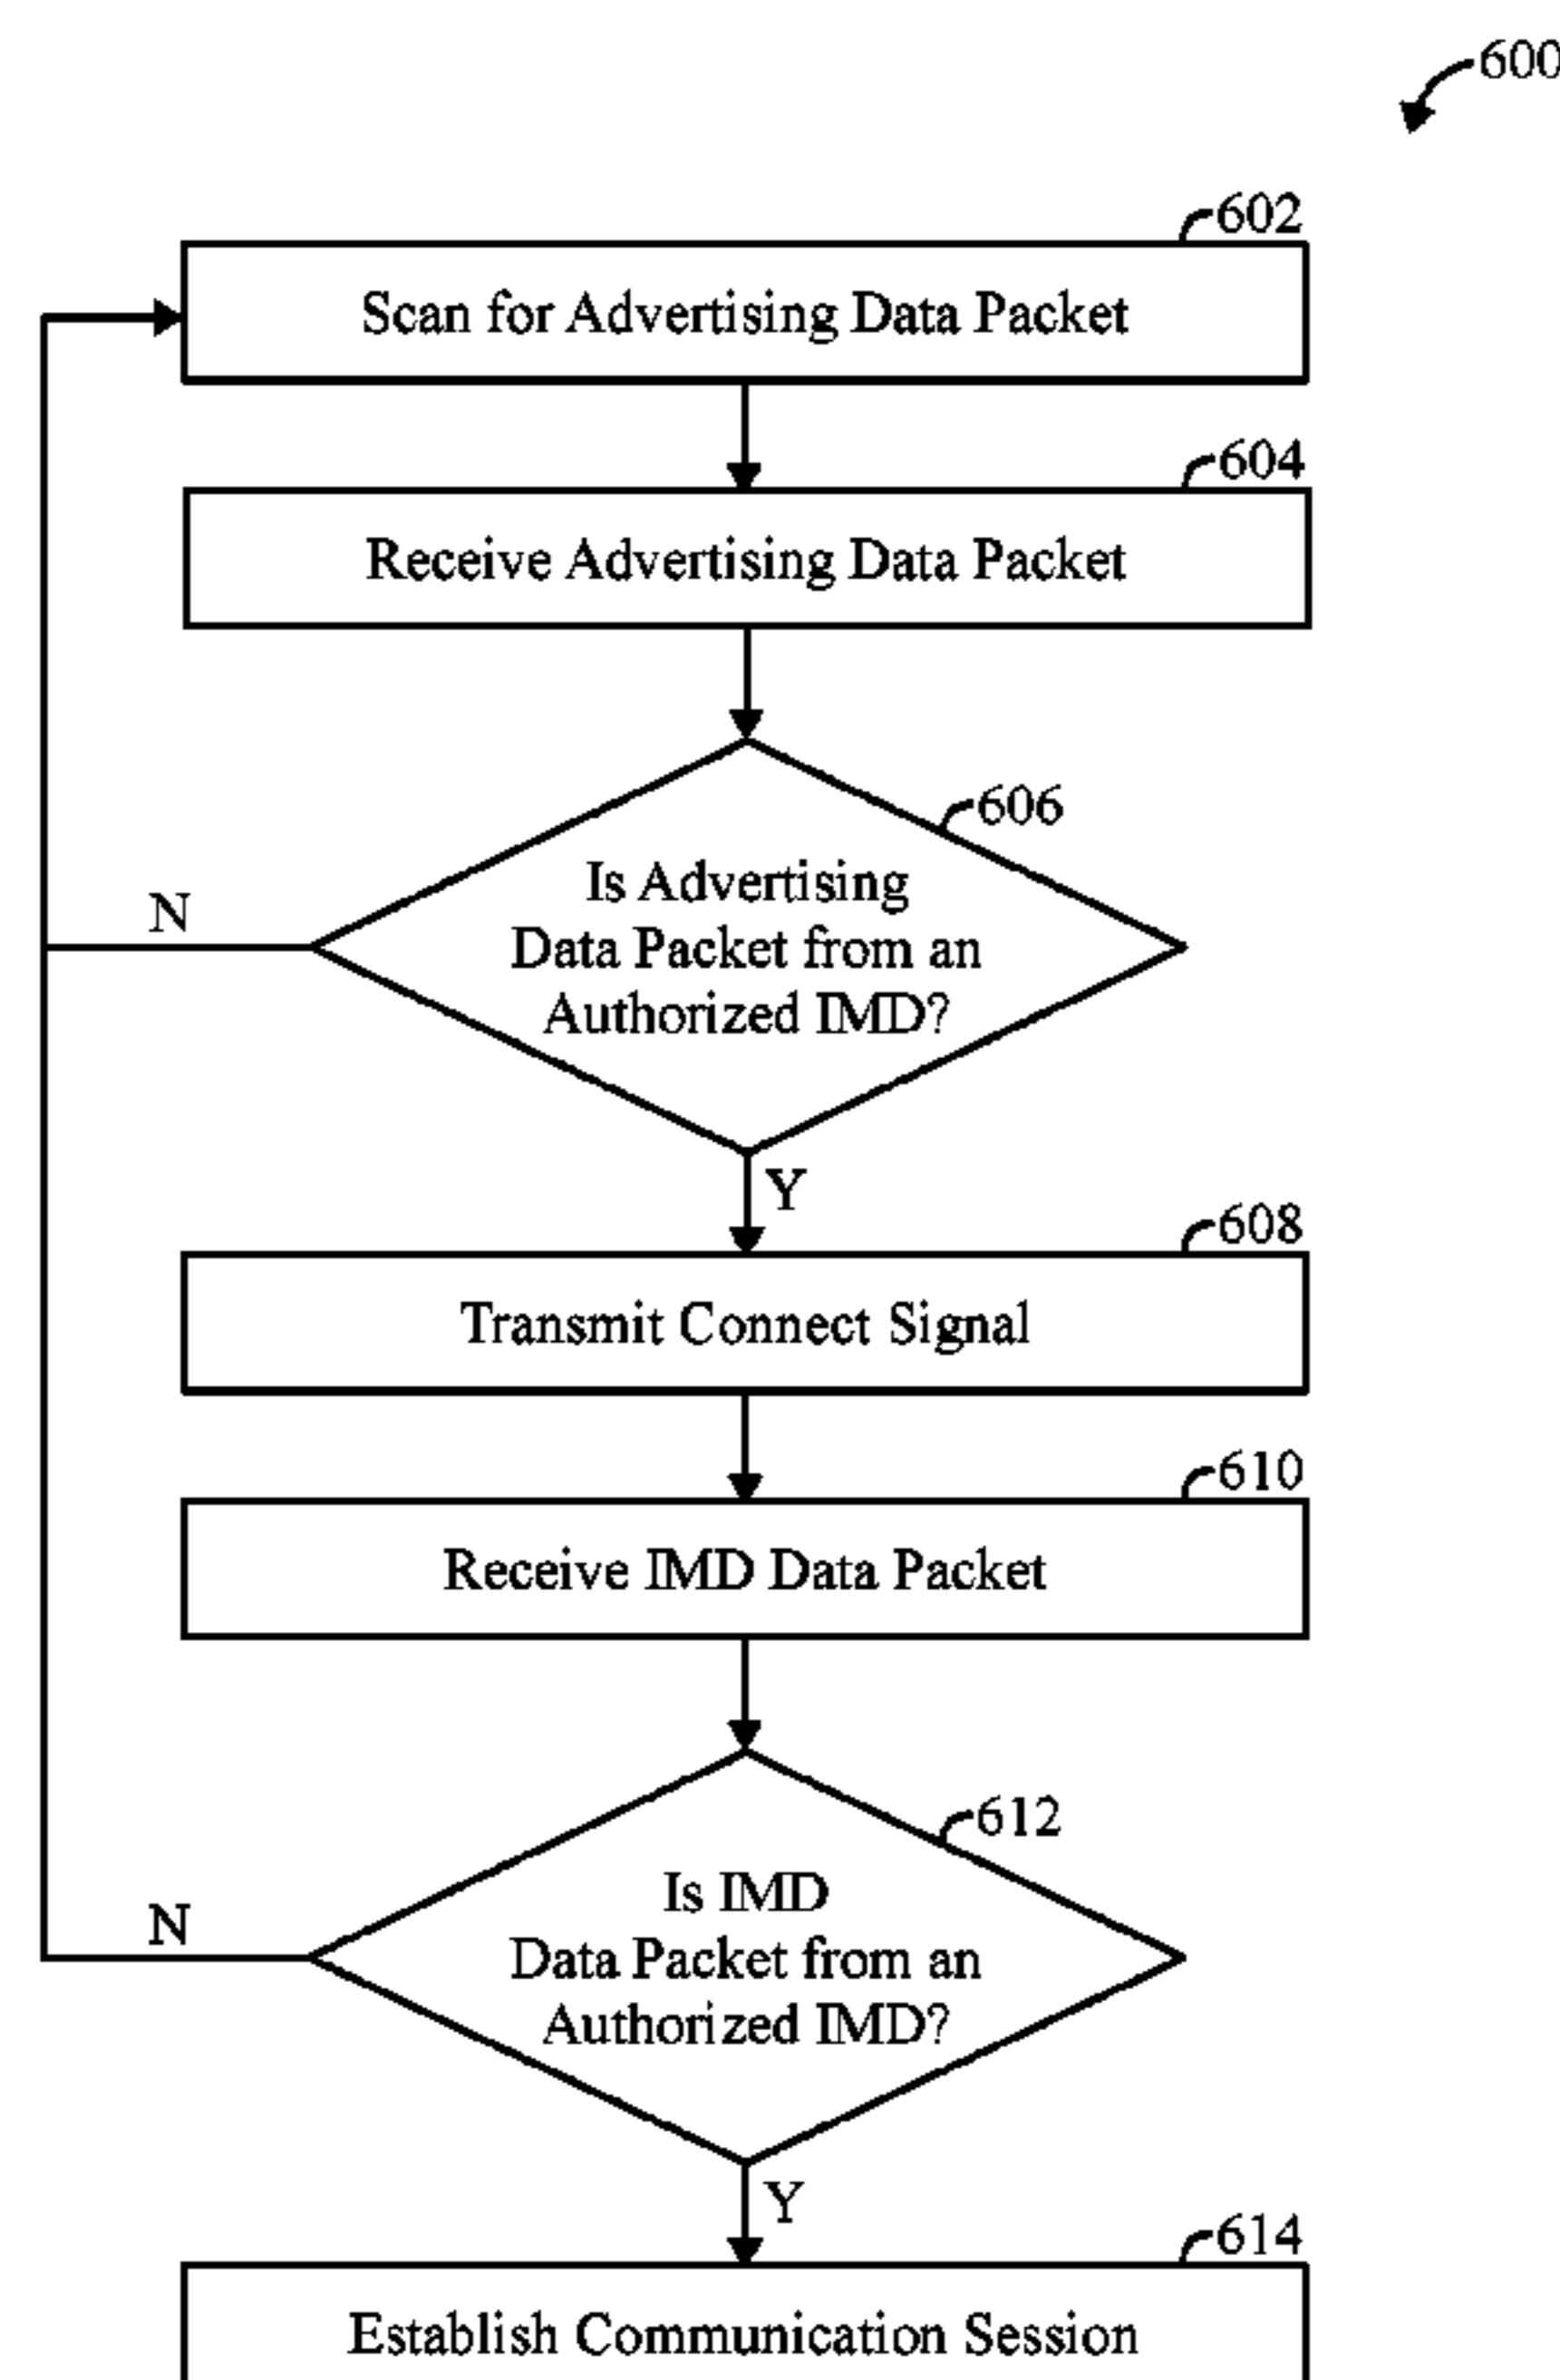 600
602
Scan for Advertising Data Packet
604
Receive Advertising Data Packet
606
Is Advertising
Data Packet from an
Authorized IMD?
N
Y
608
Transmit Connect Signal
610
Receive IMD Data Packet
612
Is IMD
Data Packet from an
Authorized IMD?
N
Y
614
Establish Communication Session